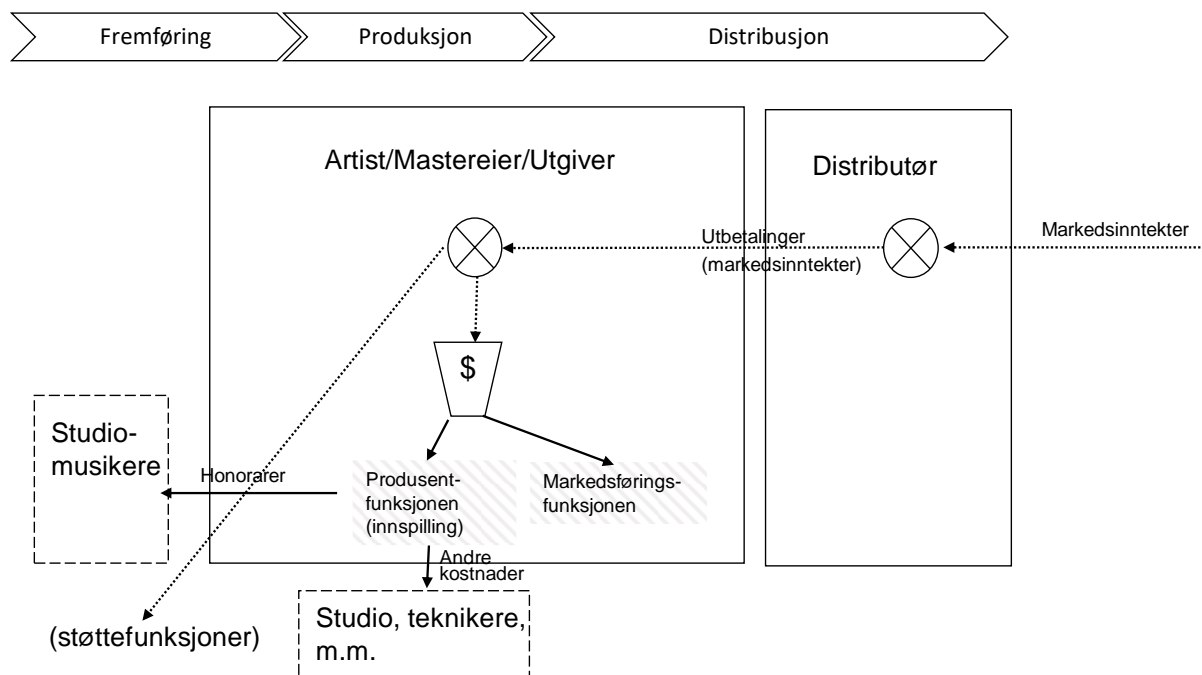 Fremføring
Produksjon
Distribusjon
Artist/Mastereier/Utgiver
Distributør
Markedsinntekter
Utbetalinger
(markedsinntekter)
$
Studio-
musikere
Honorarer
Produsent-
funksjonen
(innspilling)
Markedsførings-
funksjonen
Andre
kostnader
(støttefunksjoner)
Studio, teknikere,
m.m.